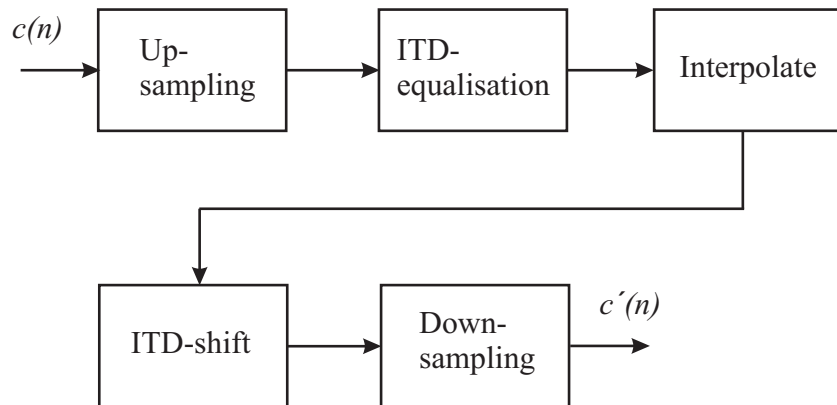 c(n)
Up-
sampling
ITD-
equalisation
Interpolate
ITD-shift
Down-
sampling
c´(n)